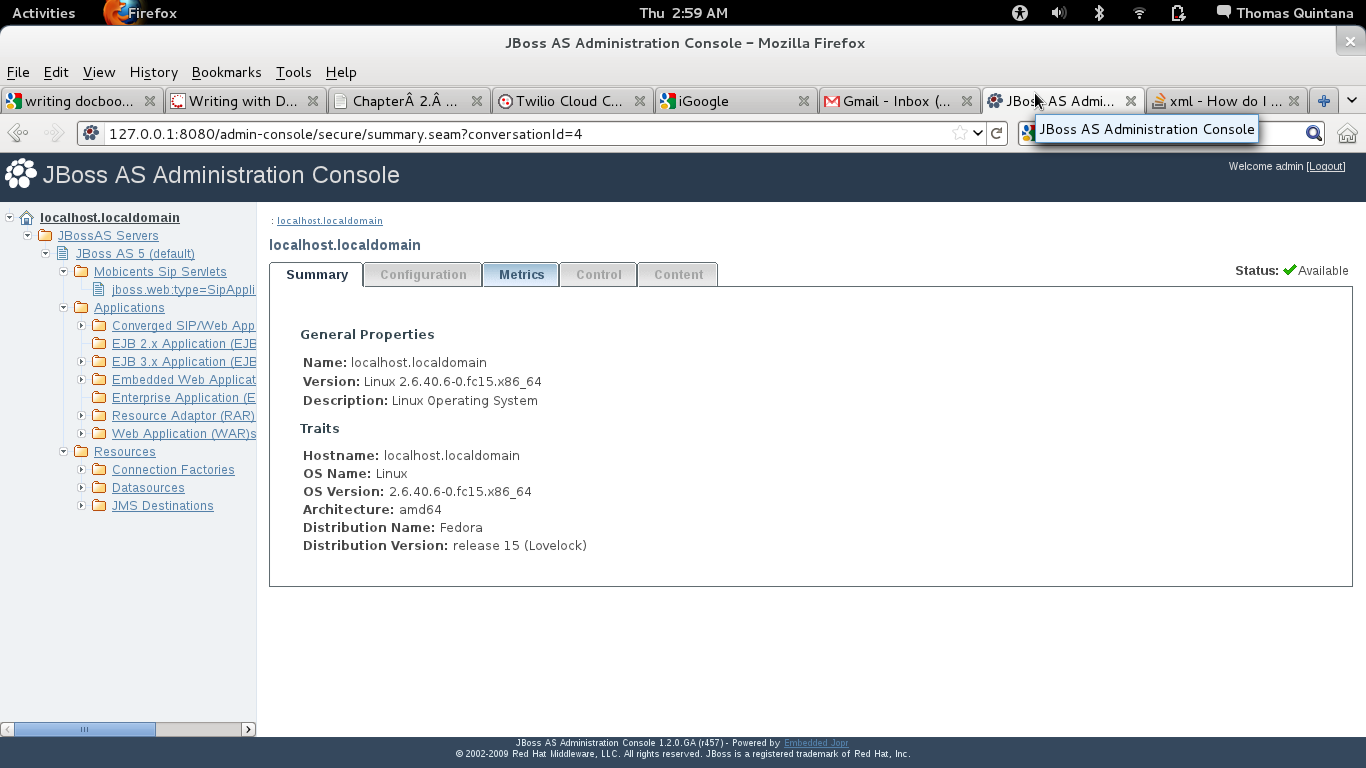 Activities Firefox Thu 2:59 AM Thomas Quintana
JBoss AS Administration Console - Mozilla Firefox
File Edit View History Bookmarks Tools Help
writing docboo... Writing with D... ChapterÂ 2.Â ... Twilio Cloud C... iGoogle Gmail - Inbox (... JBoss AS Admi... xml - How do I ...
127.0.0.1:8080/admin-console/secure/summary.seam?conversationId=4
JBoss AS Administration Console
JBoss AS Administration Console
Welcome admin [Logout]
localhost.localdomain
JBossAS Servers
JBoss AS 5 (default)
Mobicents Sip Servlets
jboss.web:type=SipAppli
Applications
Converged SIP/Web App
EJB 2.x Application (EJB
EJB 3.x Application (EJB
Embedded Web Applicat
Enterprise Application (E
Resource Adaptor (RAR)
Web Application (WAR)s
Resources
Connection Factories
Datasources
JMS Destinations
: localhost.localdomain
localhost.localdomain
Summary Configuration Metrics Control Content
Status: Available
General Properties
Name: localhost.localdomain
Version: Linux 2.6.40.6-0.fc15.x86_64
Description: Linux Operating System
Traits
Hostname: localhost.localdomain
OS Name: Linux
OS Version: 2.6.40.6-0.fc15.x86_64
Architecture: amd64
Distribution Name: Fedora
Distribution Version: release 15 (Lovelock)
JBoss AS Administration Console 1.2.0.GA (r457) - Powered by Embedded Jopr
© 2002-2009 Red Hat Middleware, LLC. All rights reserved. JBoss is a registered trademark of Red Hat, Inc.